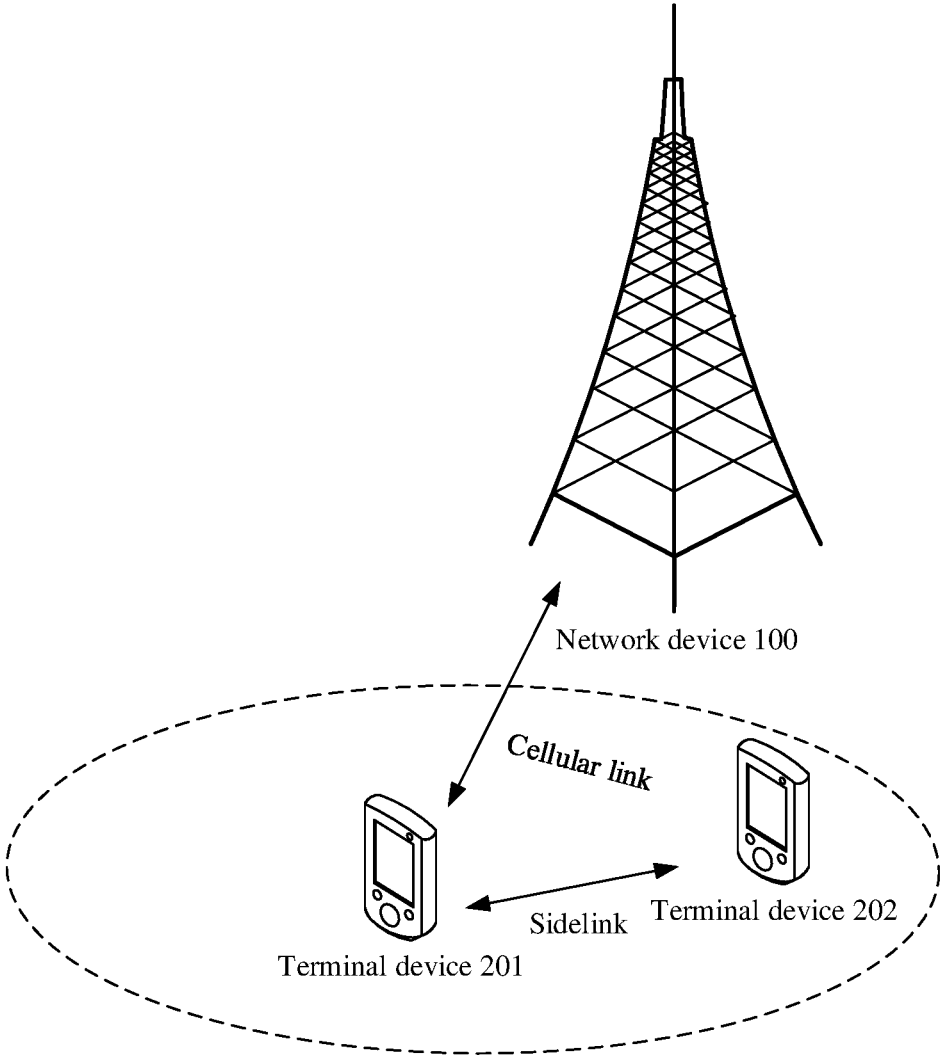 Network device 100
Cellular link
Terminal device 202
Sidelink
Terminal device 201